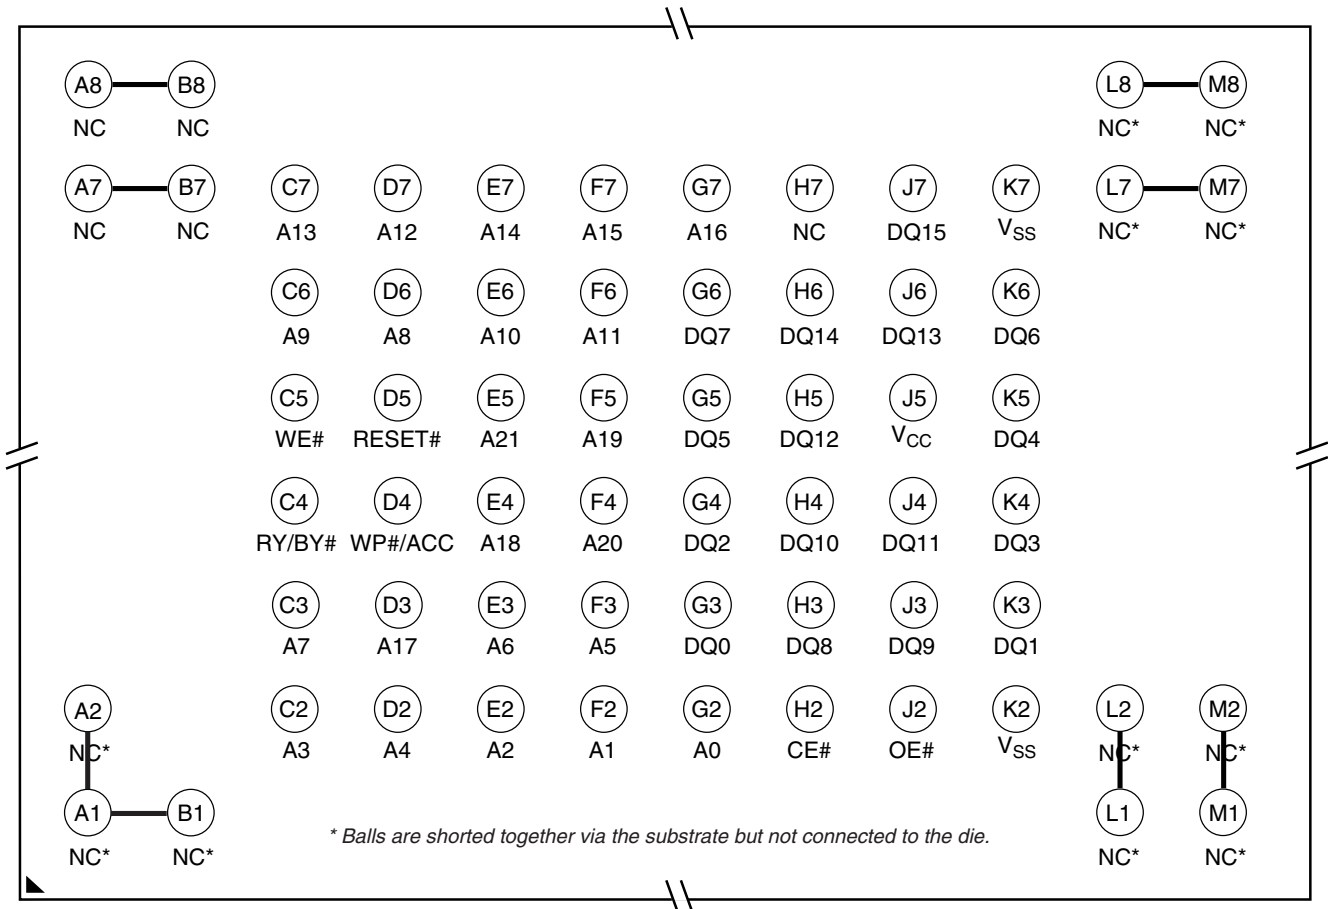 A8 B8 L8 M8
NC NC NC* NC*
A7 B7 C7 D7 E7 F7 G7 H7 J7 K7 L7 M7
NC NC A13 A12 A14 A15 A16 NC DQ15 VSS NC* NC*
C6 D6 E6 F6 G6 H6 J6 K6
A9 A8 A10 A11 DQ7 DQ14 DQ13 DQ6
C5 D5 E5 F5 G5 H5 J5 K5
WE# RESET# A21 A19 DQ5 DQ12 VCC DQ4
C4 D4 E4 F4 G4 H4 J4 K4
RY/BY# WP#/ACC A18 A20 DQ2 DQ10 DQ11 DQ3
C3 D3 E3 F3 G3 H3 J3 K3
A7 A17 A6 A5 DQ0 DQ8 DQ9 DQ1
A2 C2 D2 E2 F2 G2 H2 J2 K2 L2 M2
NC* A3 A4 A2 A1 A0 CE# OE# VSS NC* NC*
A1 B1 L1 M1
* Balls are shorted together via the substrate but not connected to the die.
NC* NC* NC* NC*